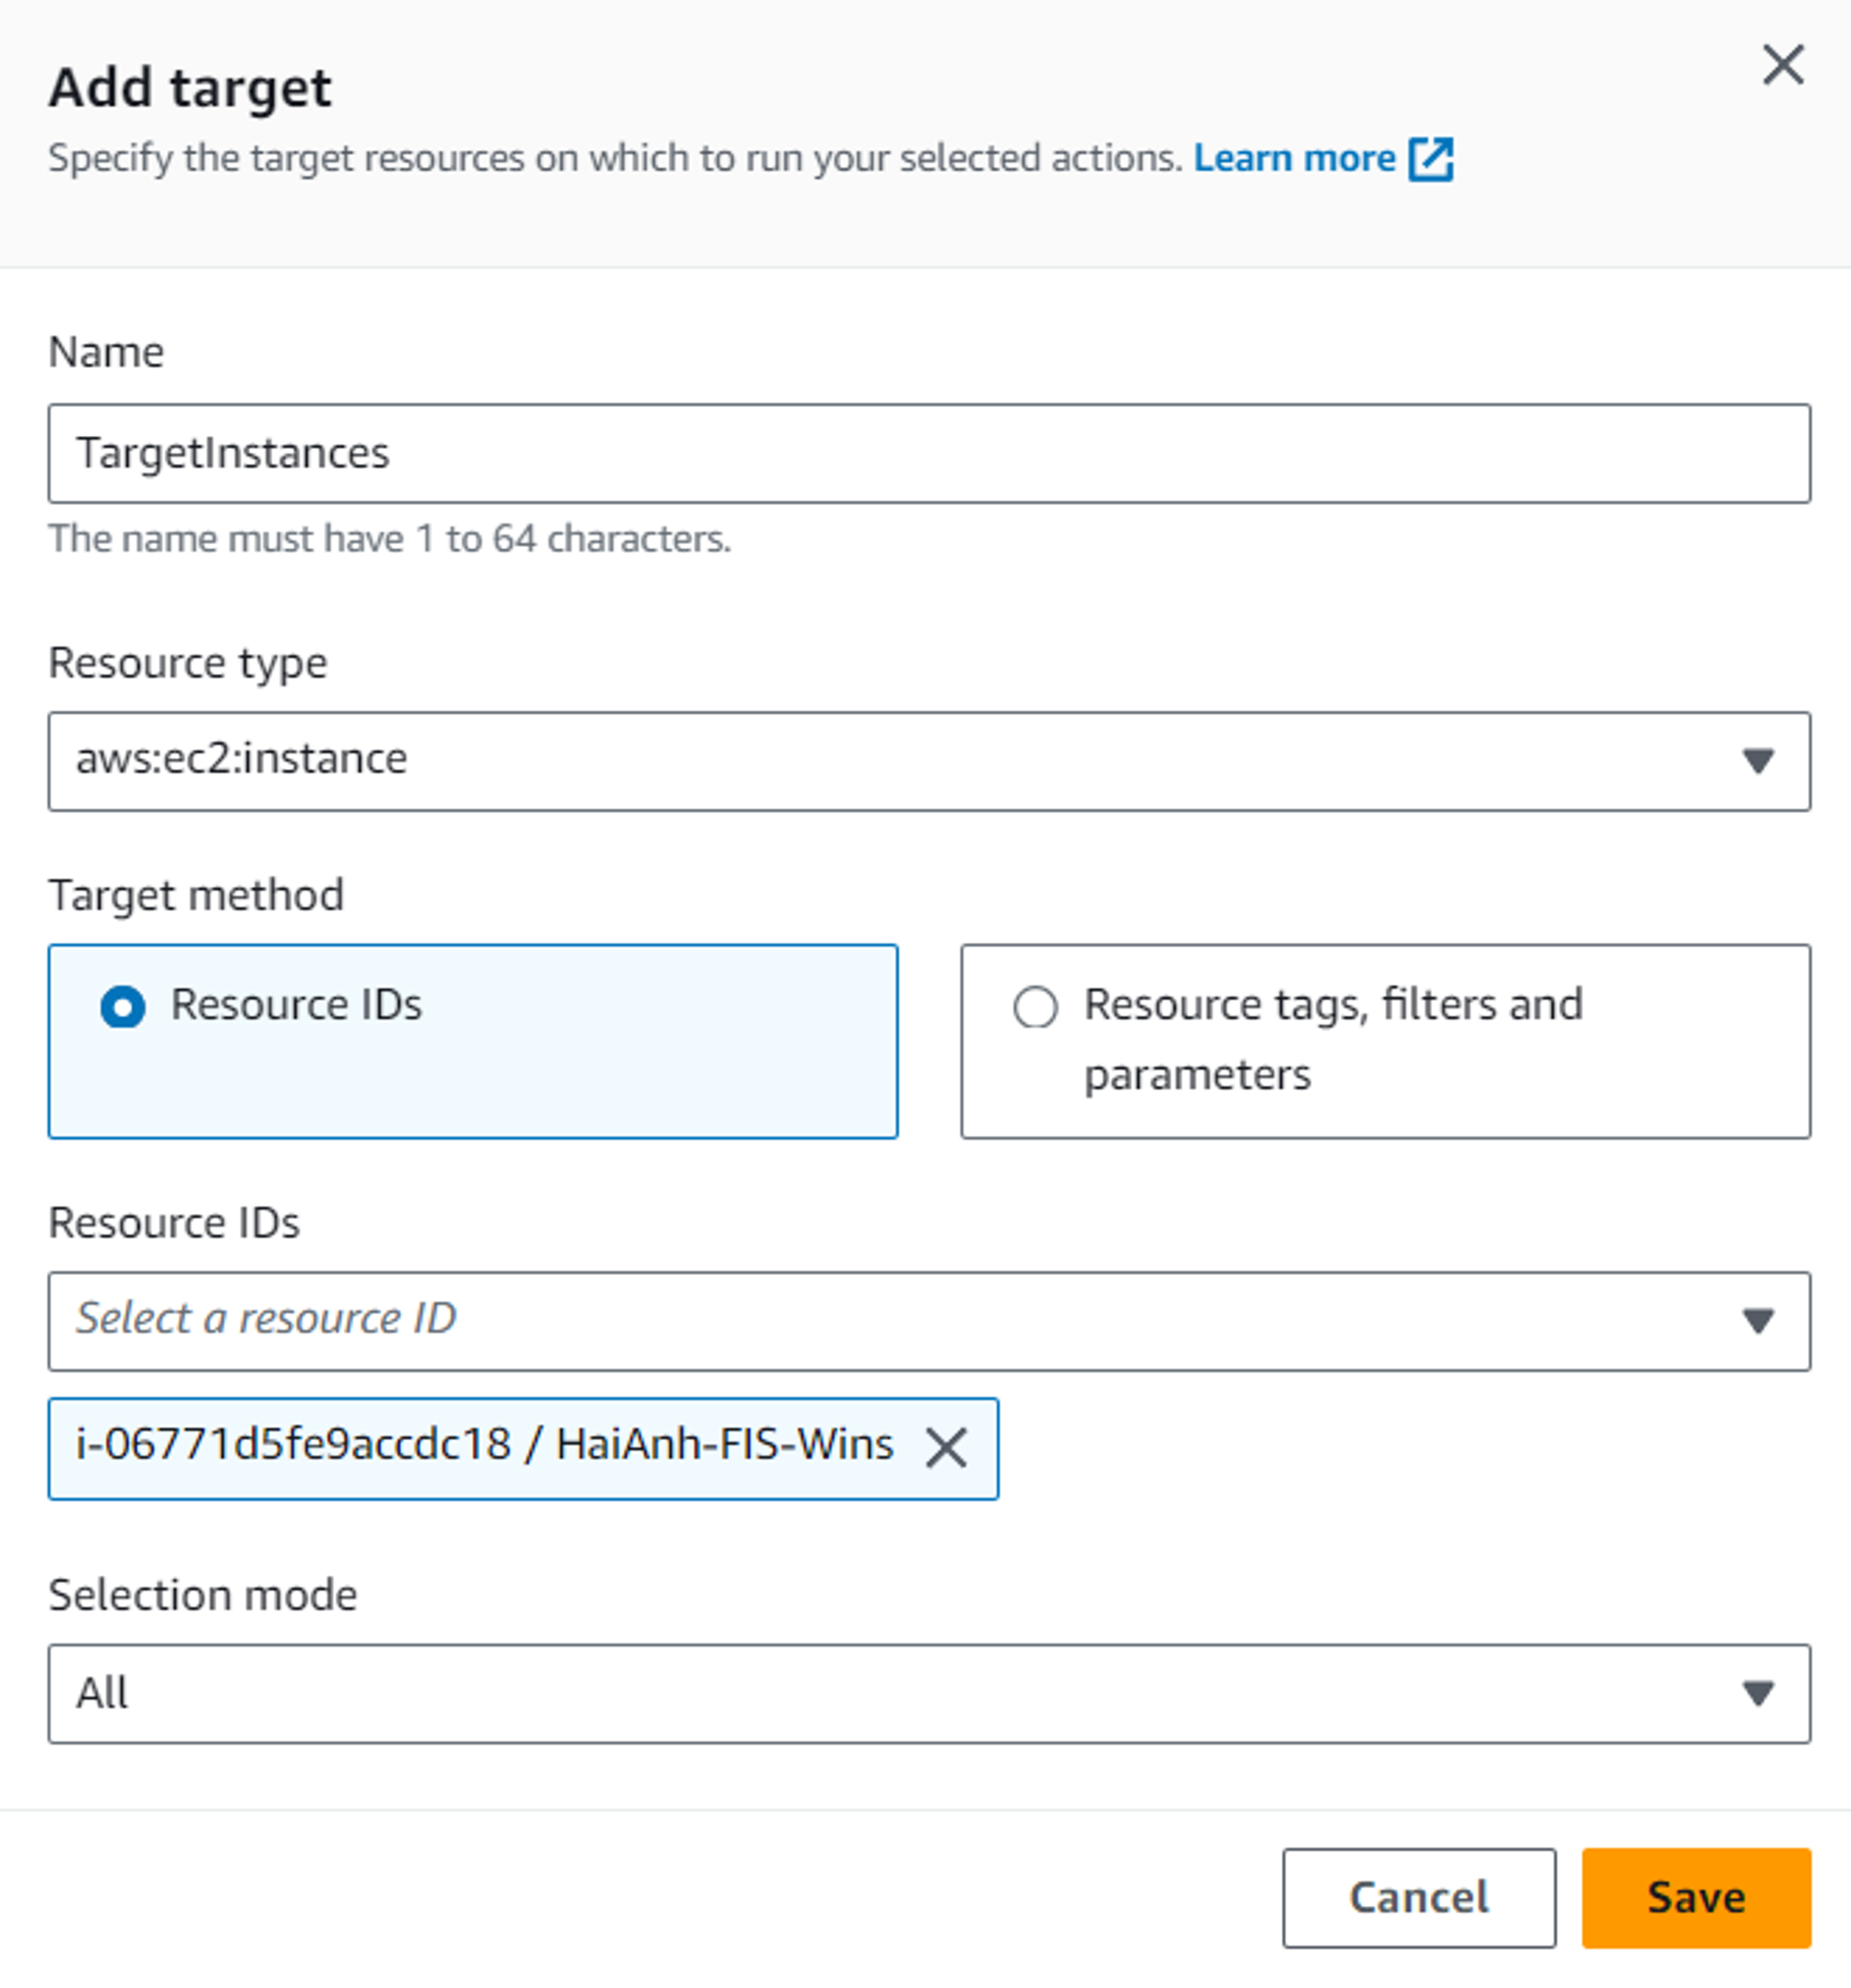 Add target
Specify the target resources on which to run your selected actions. Learn more
Name
TargetInstances
The name must have 1 to 64 characters.
Resource type
aws:ec2:instance
Target method
Resource IDs
Resource tags, filters and
parameters
Resource IDs
Select a resource ID
i-06771d5fe9accdc18 / HaiAnh-FIS-Wins
Selection mode
All
Cancel Save